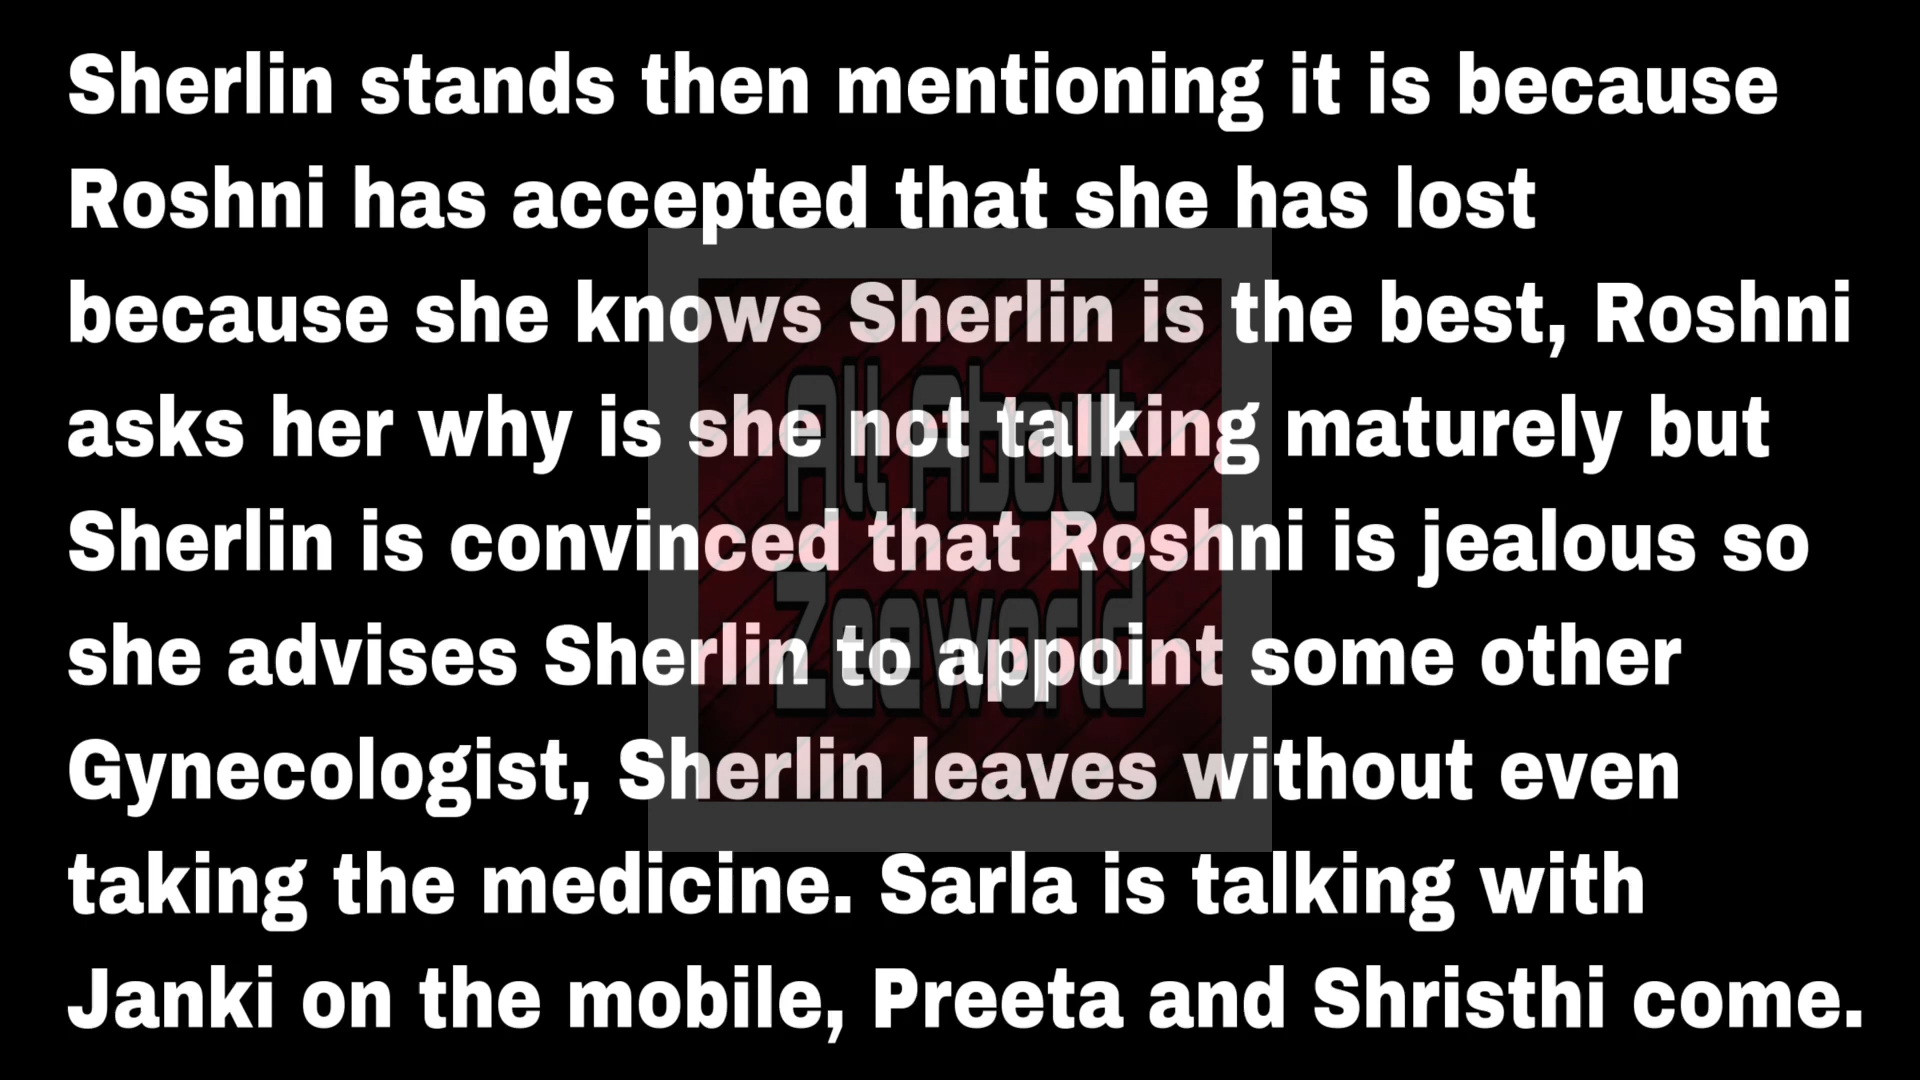 Sherlin stands then mentioning it is because
Roshni has accepted that she has lost
because she knows Sherlin is the best, Roshni
asks her why is she not talking maturely but
Sherlin is convinced that Roshni is jealous so
she advises Sherlin to appoint some other
Gynecologist, Sherlin leaves without even
taking the medicine. Sarla is talking with
Janki on the mobile, Preeta and Shristhi come.
All About
Zeeworld